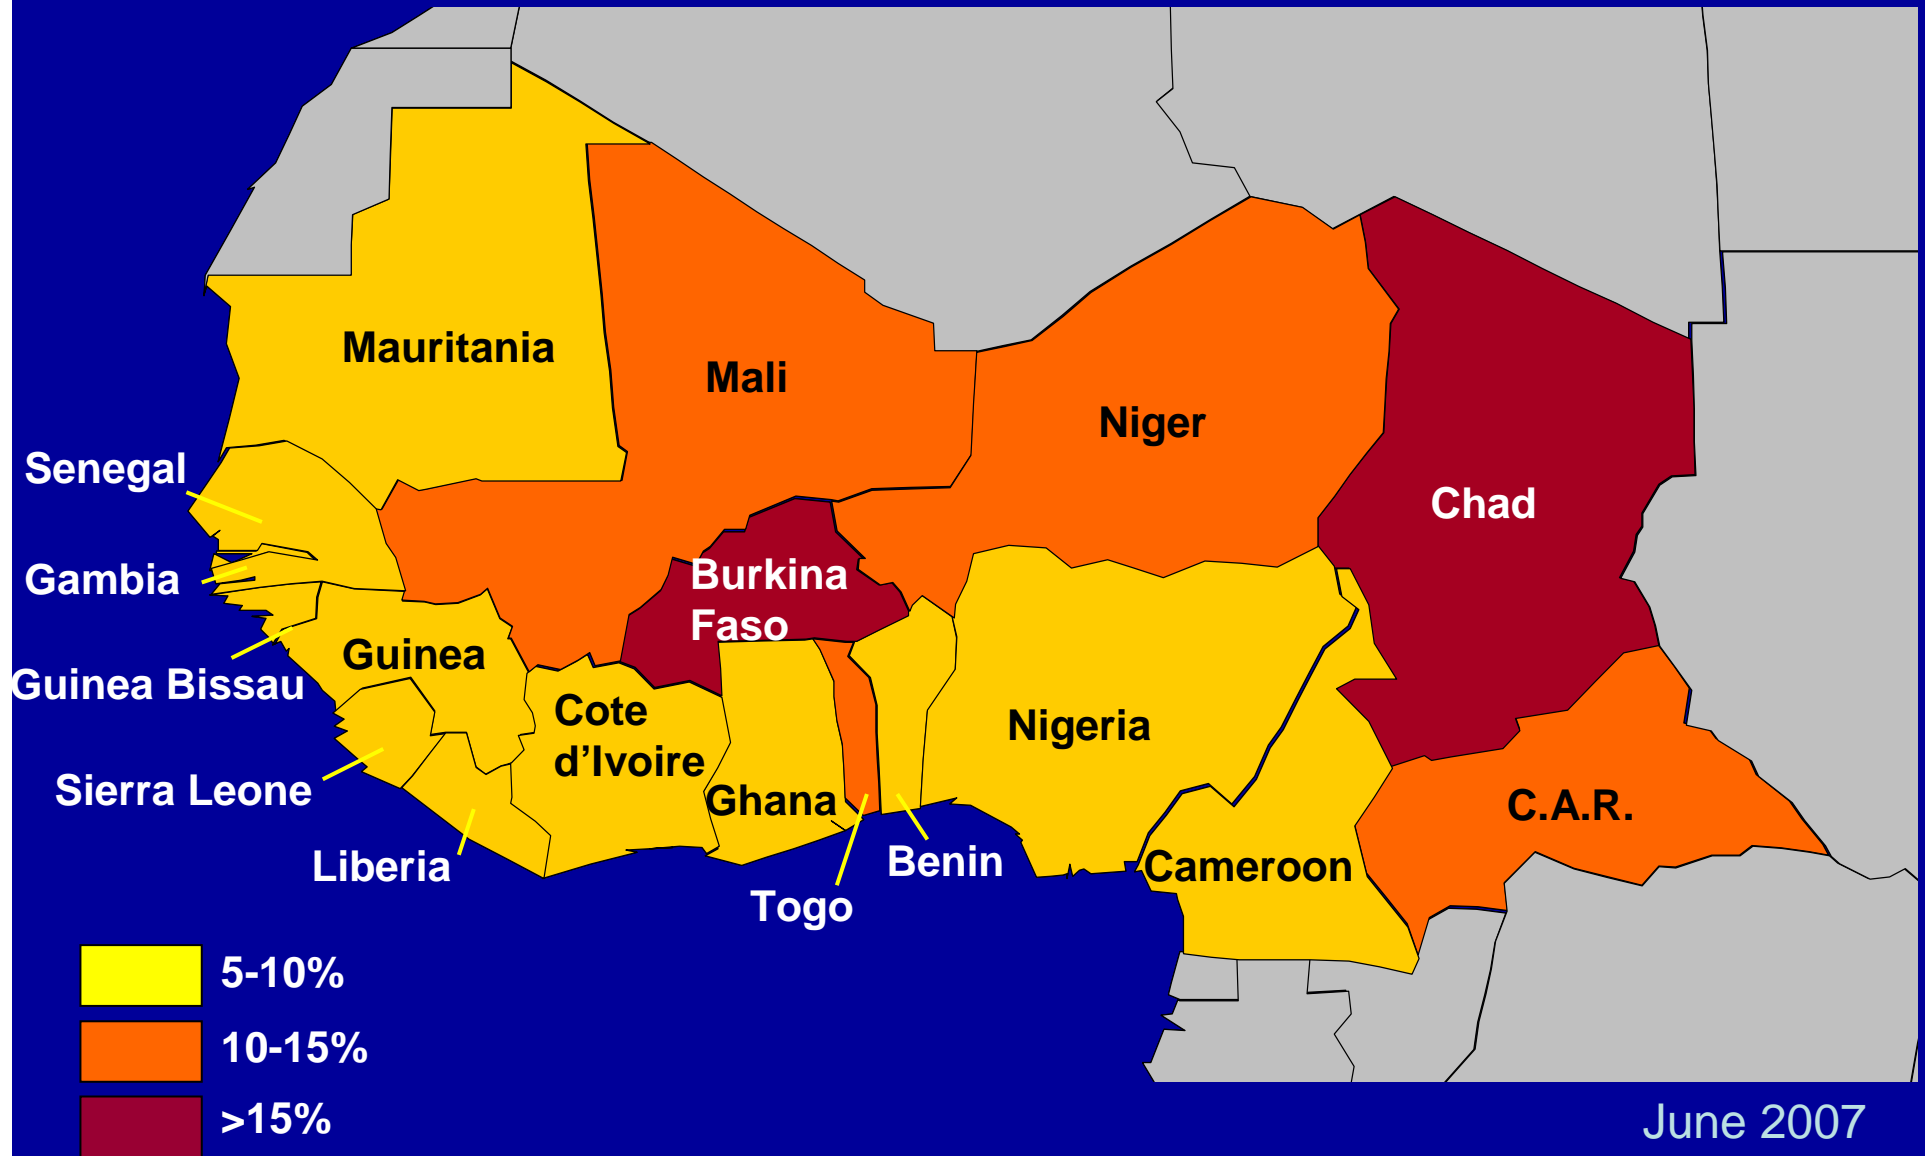 Mauritania
Mali
Niger
Senegal
Chad
Gambia
Burkina
Faso
Guinea
Guinea Bissau
Cote
d’Ivoire
Nigeria
Sierra Leone
Ghana
C.A.R.
Liberia
Benin
Cameroon
Togo
5-10%
10-15%
>15%
June 2007